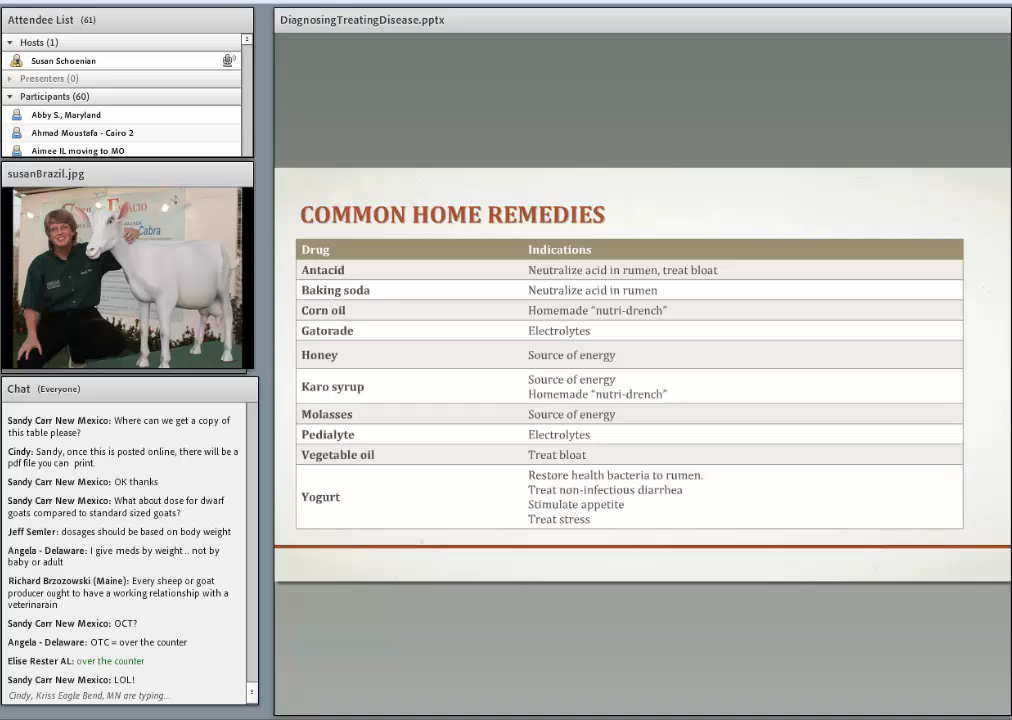 Attendee List (61)
Hosts (1)
Susan Schoenian
Presenters (0)
Participants (60)
Abby S., Maryland
Ahmad Moustafa - Cairo 2
Aimee IL moving to MO
susanBrazil.jpg
Cabra
Chat (Everyone)
Sandy Carr New Mexico: Where can we get a copy of
this table please?
Cindy: Sandy, once this is posted online, there will be a
pdf file you can print.
Sandy Carr New Mexico: OK thanks
Sandy Carr New Mexico: What about dose for dwarf
goats compared to standard sized goats?
Jeff Semler: dosages should be based on body weight
Angela - Delaware: I give meds by weight .. not by
baby or adult
Richard Brzozowski (Maine): Every sheep or goat
producer ought to have a working relationship with a
veterinarain
Sandy Carr New Mexico: OCT?
Angela - Delaware: OTC = over the counter
Elise Rester AL: over the counter
Sandy Carr New Mexico: LOL!
Cindy, Kriss Eagle Bend, MN are typing...
DiagnosingTreatingDisease.pptx
COMMON HOME REMEDIES
Drug Indications
Antacid Neutralize acid in rumen, treat bloat
Baking soda Neutralize acid in rumen
Corn oil Homemade “nutri-drench”
Gatorade Electrolytes
Honey Source of energy
Karo syrup Source of energy
Homemade “nutri-drench”
Molasses Source of energy
Pedialyte Electrolytes
Vegetable oil Treat bloat
Yogurt Restore health bacteria to rumen.
Treat non-infectious diarrhea
Stimulate appetite
Treat stress